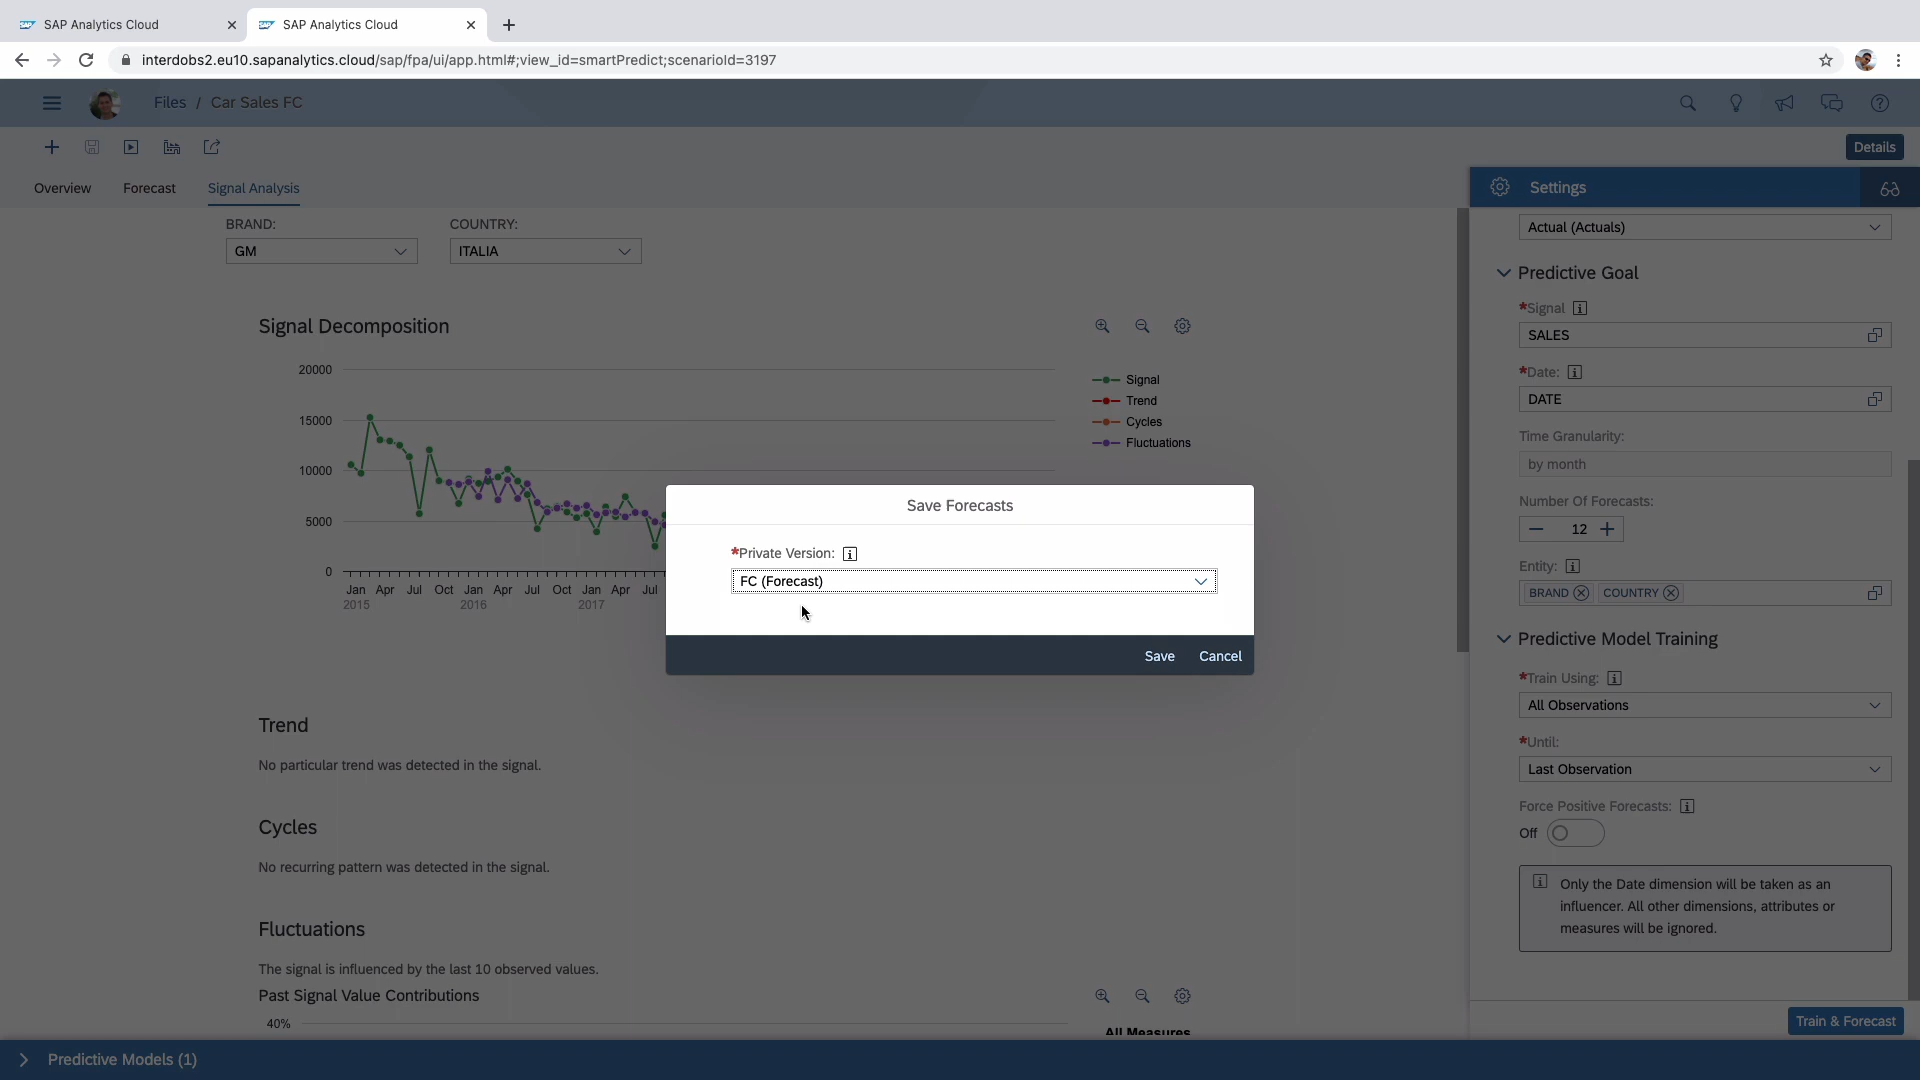 SAP Analytics Cloud
SAP Analytics Cloud
interdobs2.eu10.sapanalytics.cloud/sap/fpa/ui/app.html#;view_id=smartPredict;scenarioId=3197
Files / Car Sales FC
Details
Overview
Forecast
Signal Analysis
BRAND:
GM
COUNTRY:
ITALIA
Signal Decomposition
20000
15000
10000
5000
0
Jan Apr Jul Oct Jan Apr Jul Oct Jan Apr Jul
2015 2016 2017
Signal
Trend
Cycles
Fluctuations
Save Forecasts
*Private Version:
FC (Forecast)
Save
Cancel
Trend
No particular trend was detected in the signal.
Cycles
No recurring pattern was detected in the signal.
Fluctuations
The signal is influenced by the last 10 observed values.
Past Signal Value Contributions
40%
All Measures
Settings
Actual (Actuals)
Predictive Goal
*Signal
SALES
*Date:
DATE
Time Granularity:
by month
Number Of Forecasts:
12
Entity:
BRAND
COUNTRY
Predictive Model Training
*Train Using:
All Observations
*Until:
Last Observation
Force Positive Forecasts:
Off
Only the Date dimension will be taken as an
influencer. All other dimensions, attributes or
measures will be ignored.
Train & Forecast
Predictive Models (1)